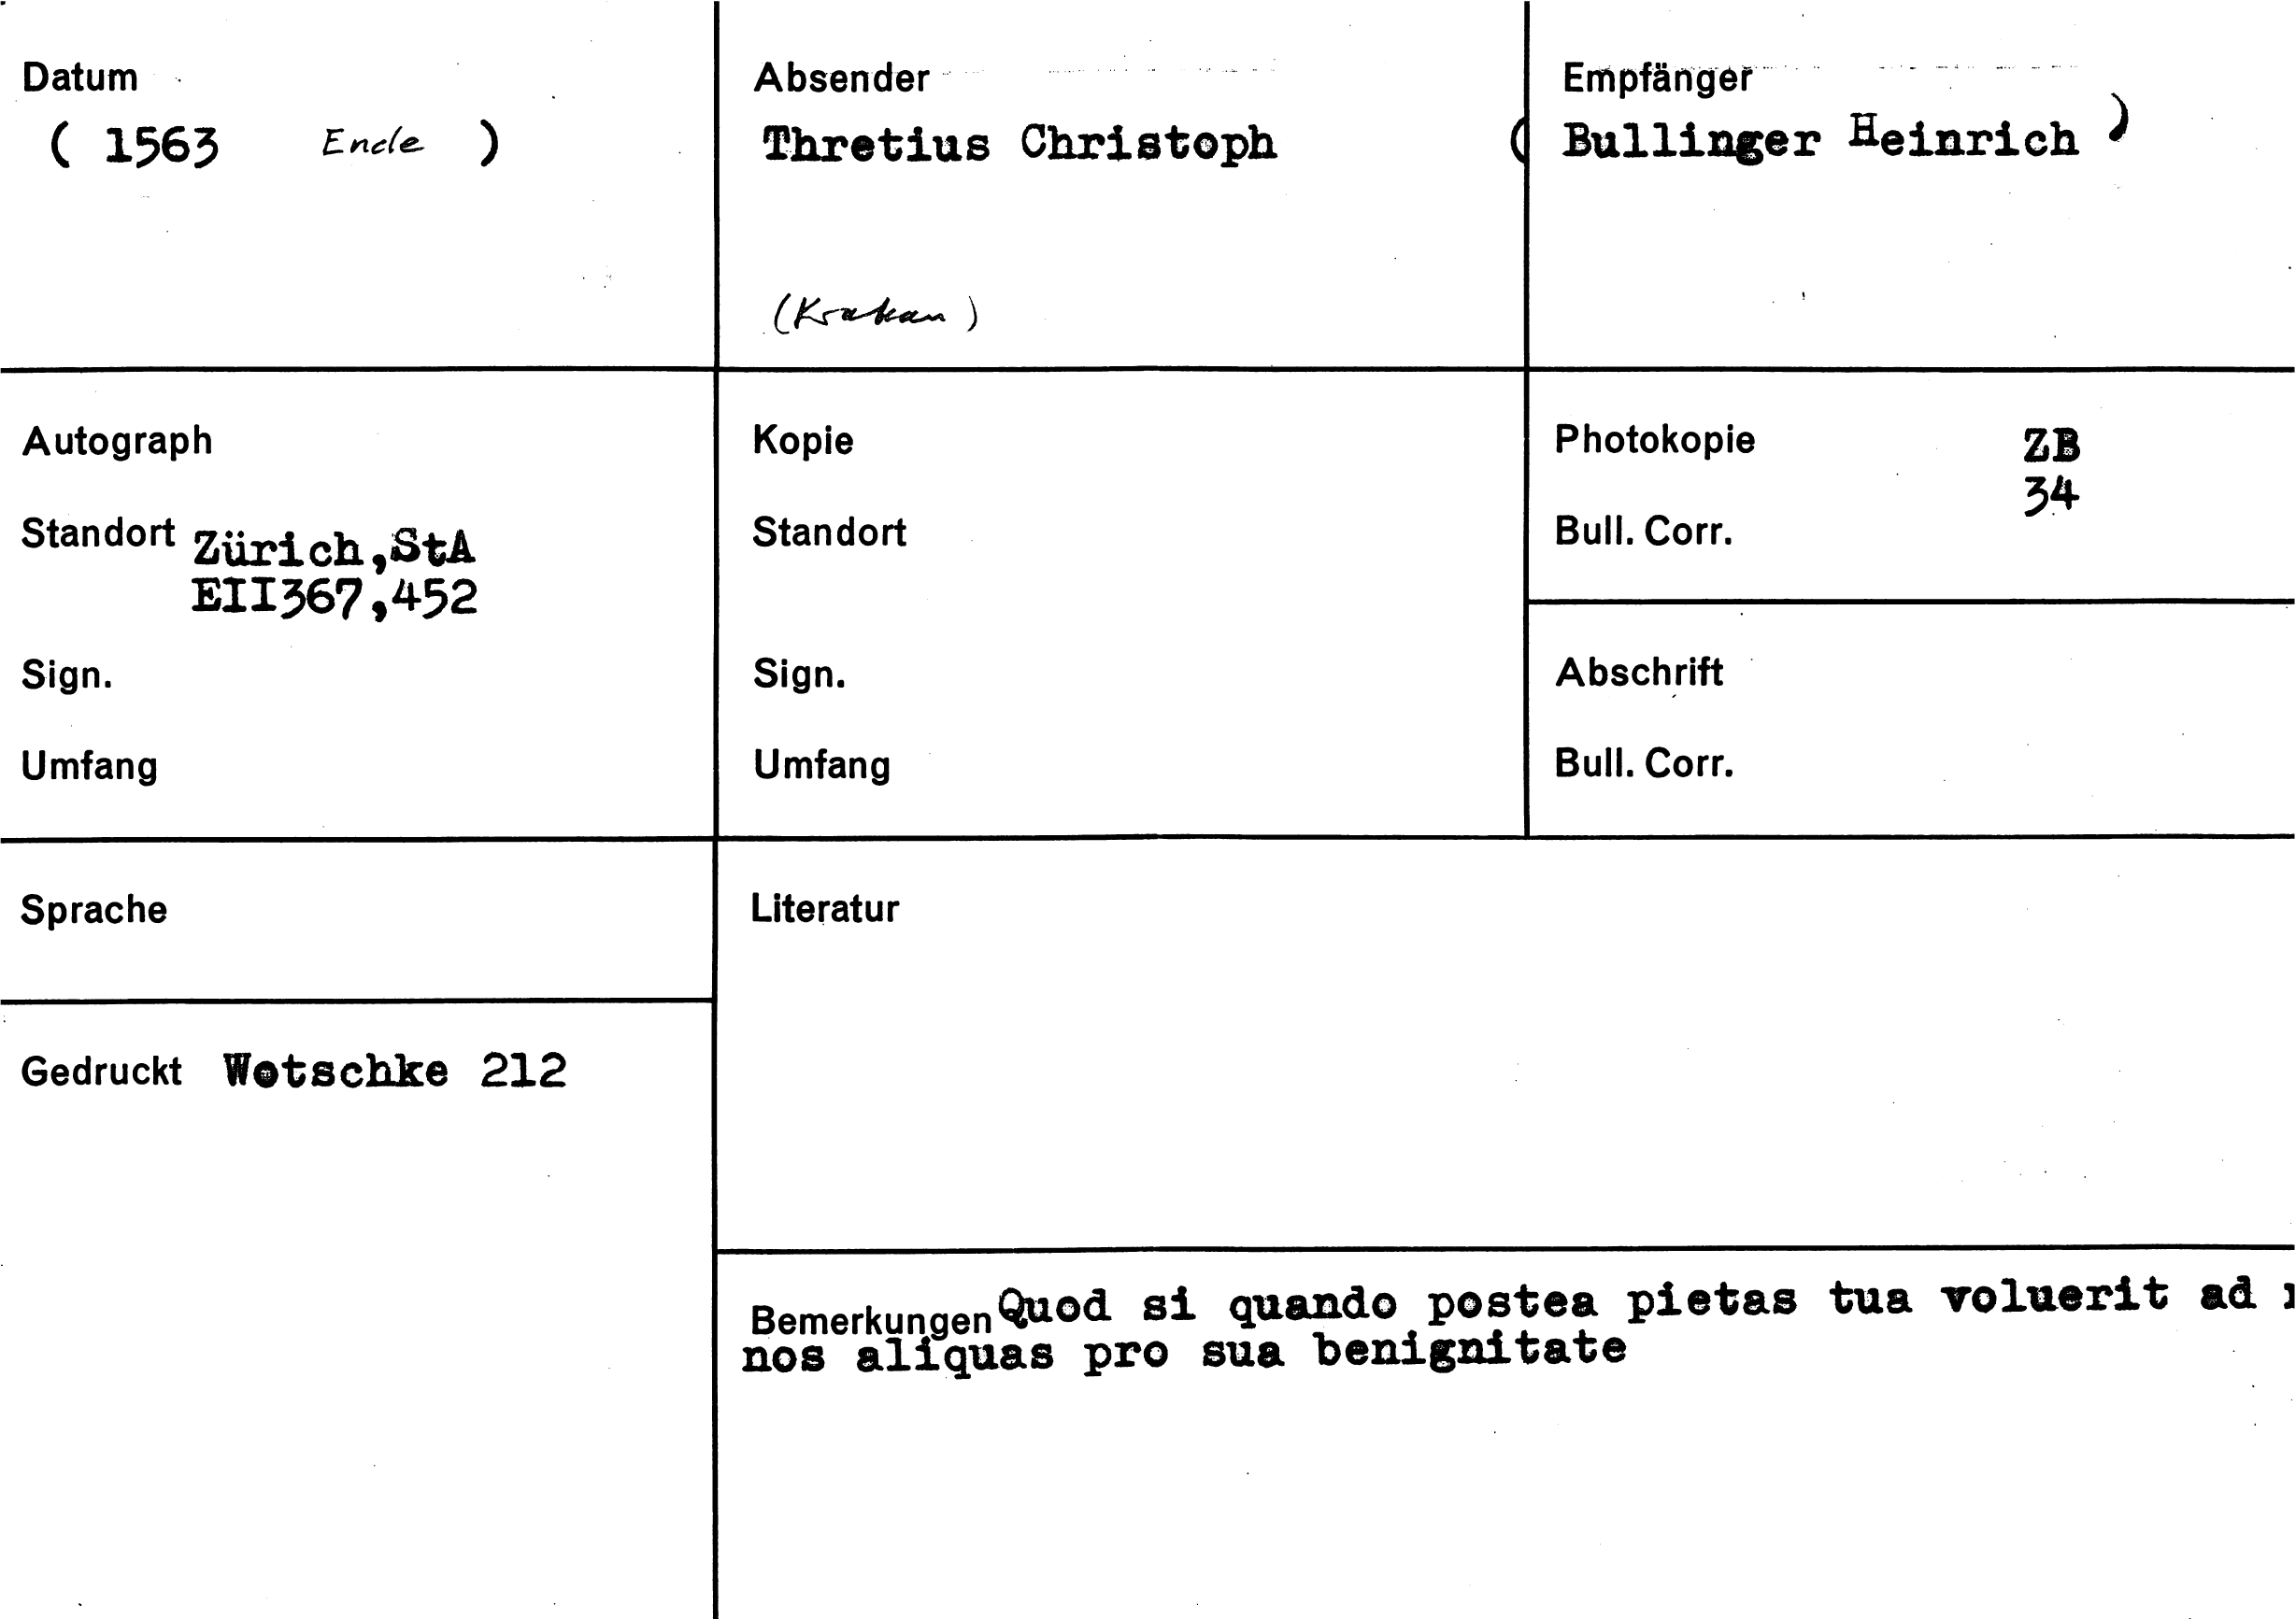 Datum
( 1563 Ende )
Absender
Thretius Christoph
(Krakau)
Empfänger
( Bullinger Heinrich )
Autograph
Standort Zürich,StA
EII367,452
Sign.
Umfang
Kopie
Standort
Sign.
Umfang
Photokopie ZB
34
Bull. Corr.
Abschrift
Bull. Corr.
Sprache
Gedruckt Wotschke 212
Literatur
Bemerkungen Quod si quando postea pietas tua voluerit ad
nos aliquas pro sua benignitate